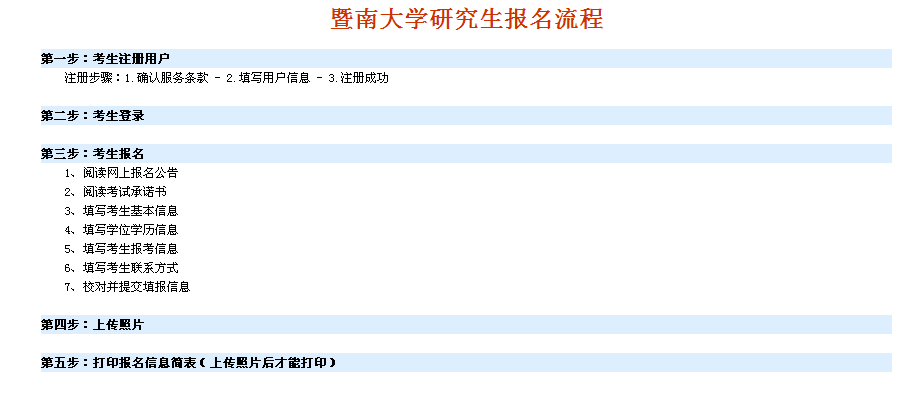 暨南大学研究生报名流程
第一步：考生注册用户
注册步骤：1.确认服务条款 - 2.填写用户信息 - 3.注册成功
第二步：考生登录
第三步：考生报名
1、阅读网上报名公告
2、阅读考试承诺书
3、填写考生基本信息
4、填写学位学历信息
5、填写考生报考信息
6、填写考生联系方式
7、校对并提交填报信息
第四步：上传照片
第五步：打印报名信息简表（上传照片后才能打印）